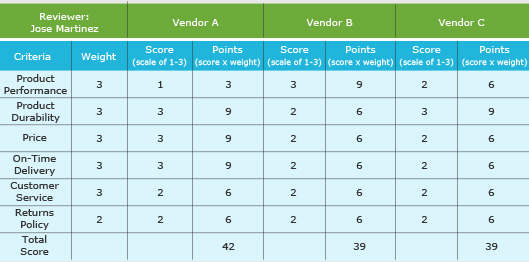 Reviewer: Jose Martinez Vendor A Vendor B Vendor C
Criteria Weight Score (scale of 1-3) Points (score x weight) Score (scale of 1-3) Points (score x weight) Score (scale of 1-3) Points (score x weight)
Product Performance 3 1 3 3 9 2 6
Product Durability 3 3 9 2 6 3 9
Price 3 3 9 2 6 2 6
On-Time Delivery 3 3 9 2 6 2 6
Customer Service 3 2 6 2 6 2 6
Returns Policy 2 2 6 2 6 2 6
Total Score 42 39 39